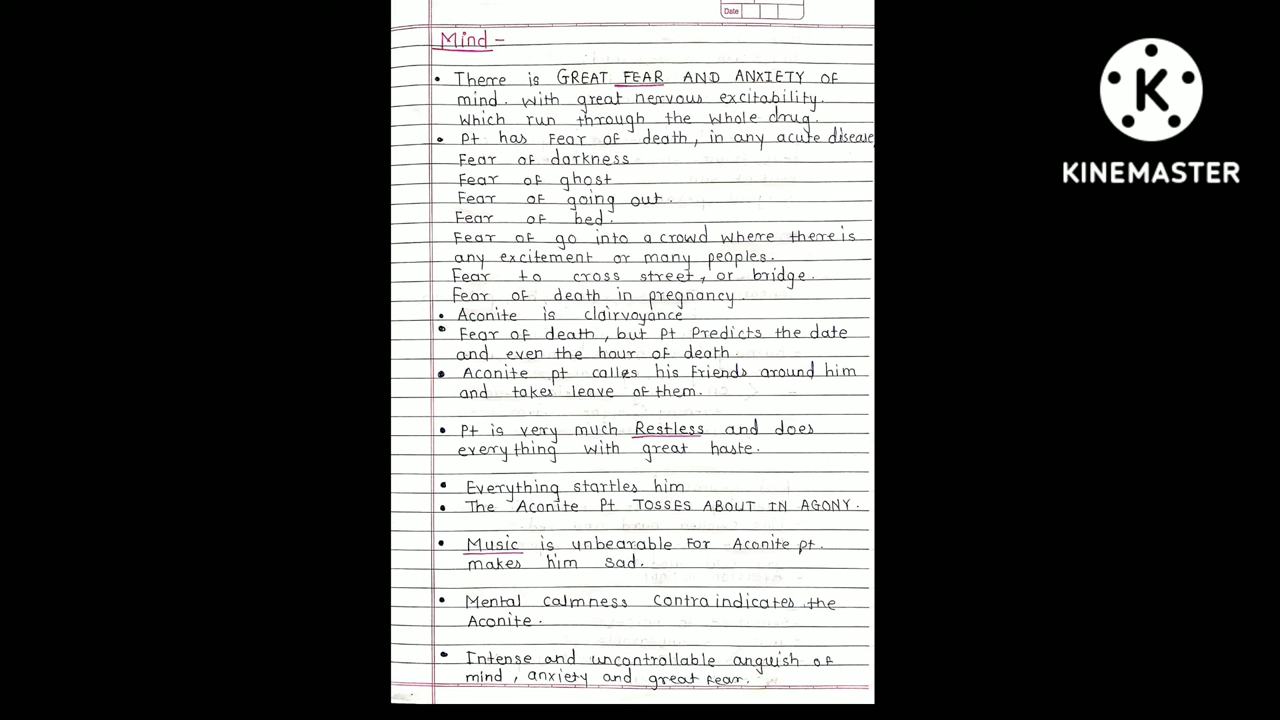 Date
Mind -
• There is GREAT FEAR AND ANXIETY OF
mind. With great nervous excitability.
Which run through the whole drug.
• Pt has Fear of death, in any acute disease,
Fear of darkness
Fear of ghost
Fear of going out.
Fear of bed.
Fear of go into a crowd where there is
any excitement or many peoples.
Fear to cross street, or bridge.
Fear of death in pregnancy.
• Aconite is clairvoyance
• Fear of death, but Pt Predicts the date
and even the hour of death.
• Aconite pt calles his Friends around him
and takes leave of them.
• Pt is very much Restless and does
everything with great haste.
• Everything startles him
• The Aconite Pt TOSSES ABOUT IN AGONY.
• Music is unbearable For Aconite pt.
makes him sad.
• Mental calmness Contraindicates the
Aconite.
• Intense and uncontrollable anguish of
mind, anxiety and great Fear.
K
KINEMASTER